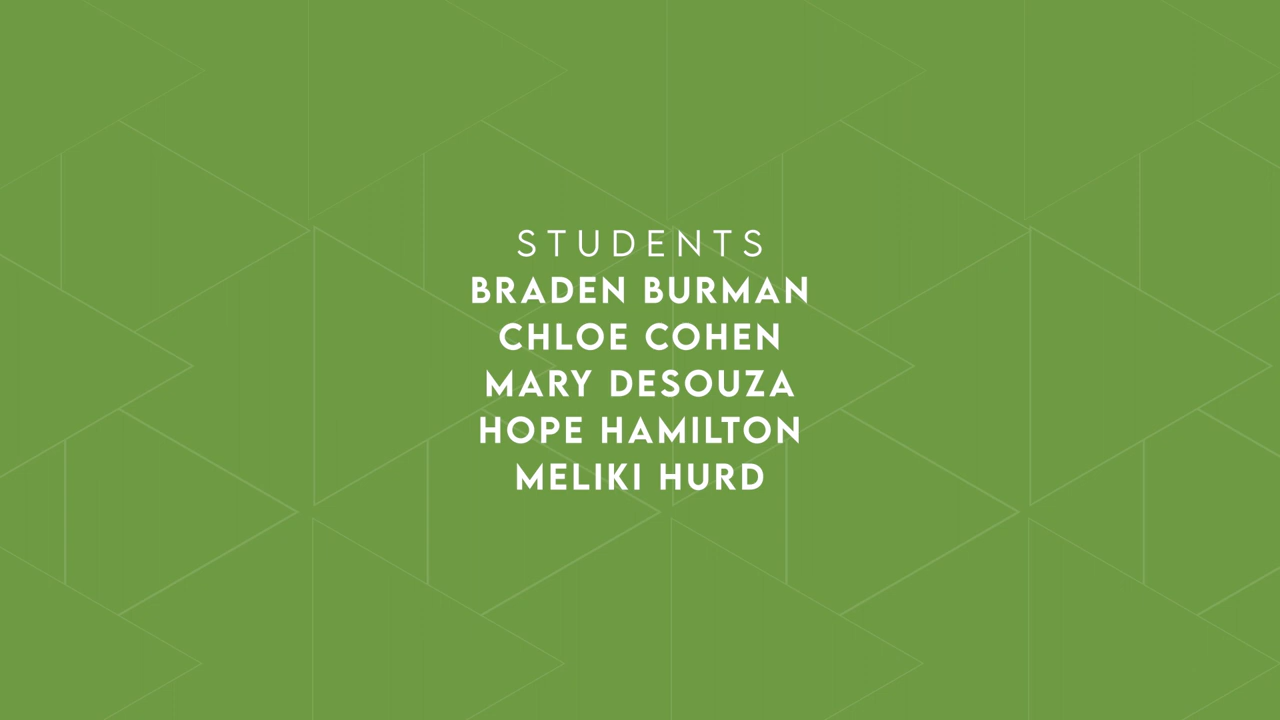 STUDENTS
BRADEN BURMAN
CHLOE COHEN
MARY DESOUZA
HOPE HAMILTON
MELIKI HURD